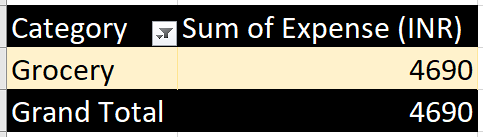 Category Sum of Expense (INR)
Grocery 4690
Grand Total 4690